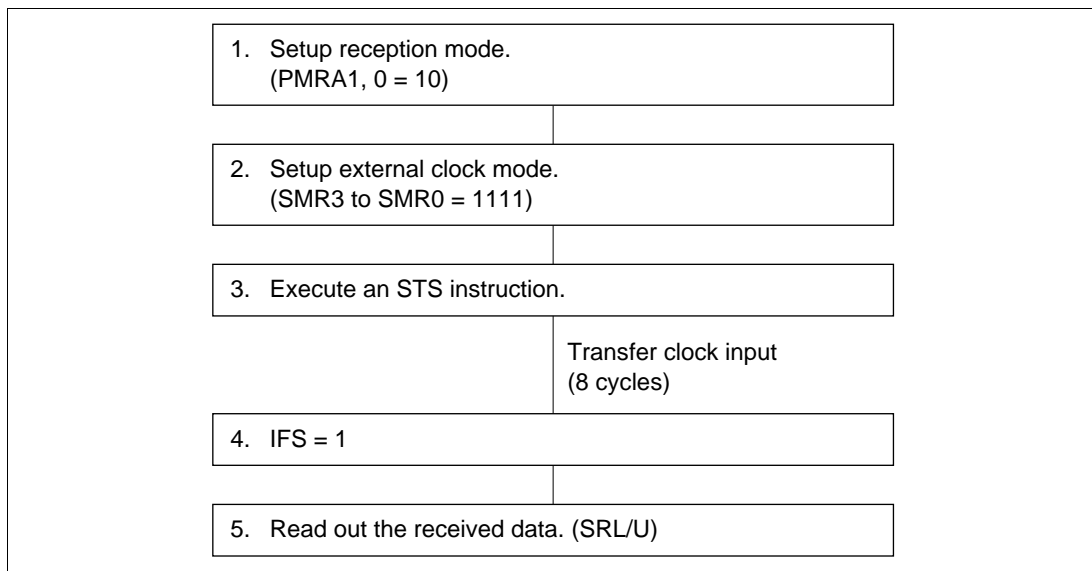 1. Setup reception mode.
(PMRA1, 0 = 10)
2. Setup external clock mode.
(SMR3 to SMR0 = 1111)
3. Execute an STS instruction.
Transfer clock input
(8 cycles)
4. IFS = 1
5. Read out the received data. (SRL/U)